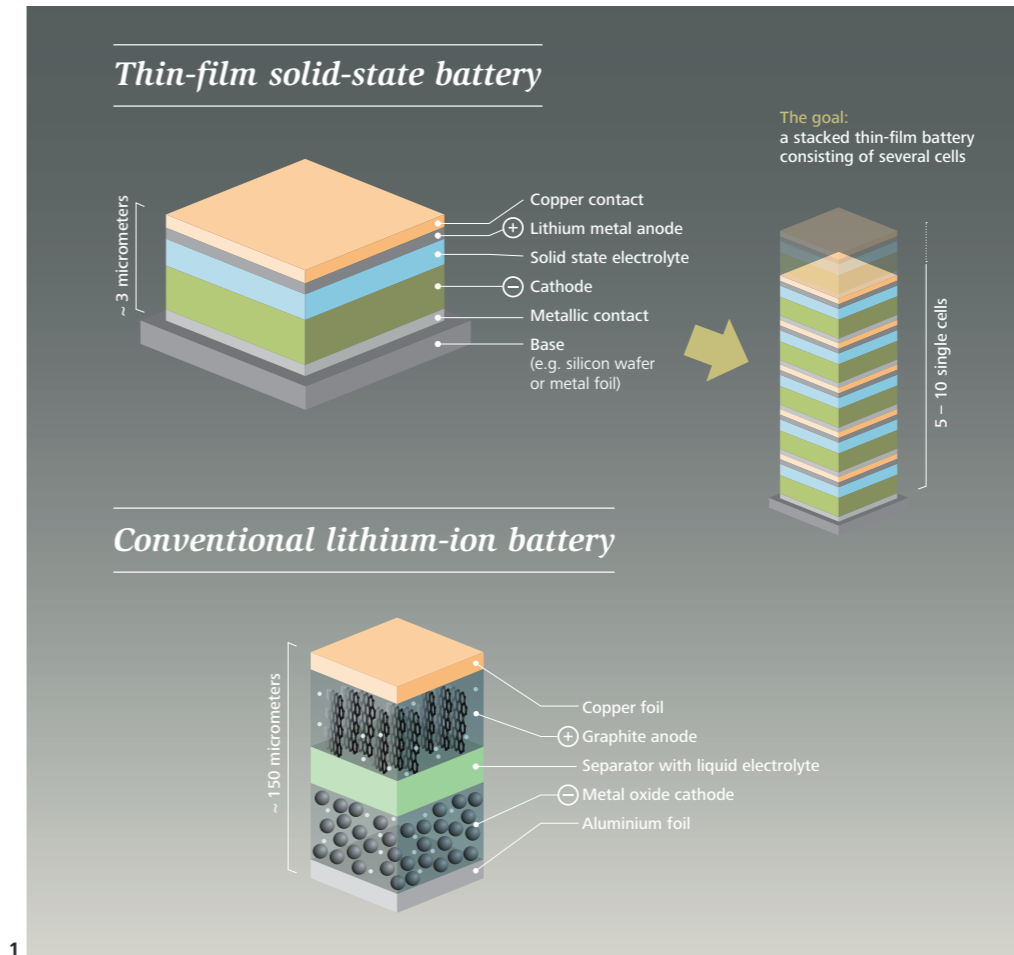 Thin-film solid-state battery
The goal:
a stacked thin-film battery
consisting of several cells
~ 3 micrometers
Copper contact
+ Lithium metal anode
Solid state electrolyte
− Cathode
Metallic contact
Base
(e.g. silicon wafer
or metal foil)
5 – 10 single cells
Conventional lithium-ion battery
~ 150 micrometers
Copper foil
+ Graphite anode
Separator with liquid electrolyte
− Metal oxide cathode
Aluminium foil
1